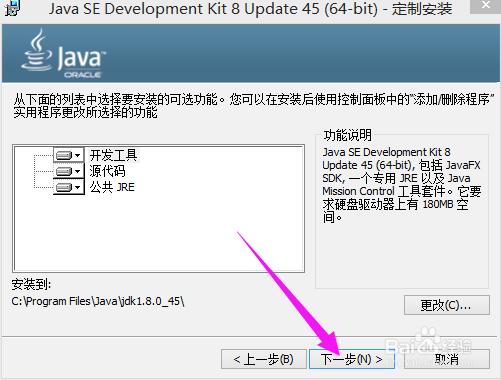 Java SE Development Kit 8 Update 45 (64-bit) - 定制安装
Java
ORACLE
从下面的列表中选择要安装的可选功能。您可以在安装后使用控制面板中的“添加/删除程序”
实用程序更改所选择的功能
开发工具
源代码
公共 JRE
功能说明
Java SE Development Kit 8
Update 45 (64-bit), 包括 JavaFX
SDK, 一个专用 JRE 以及 Java
Mission Control 工具套件。它要
求硬盘驱动器上有 180MB 空
间。
安装到:
C:\Program Files\Java\jdk1.8.0_45\
更改(C)...
< 上一步(B)
下一步(N) >
取消
Baidu 经验